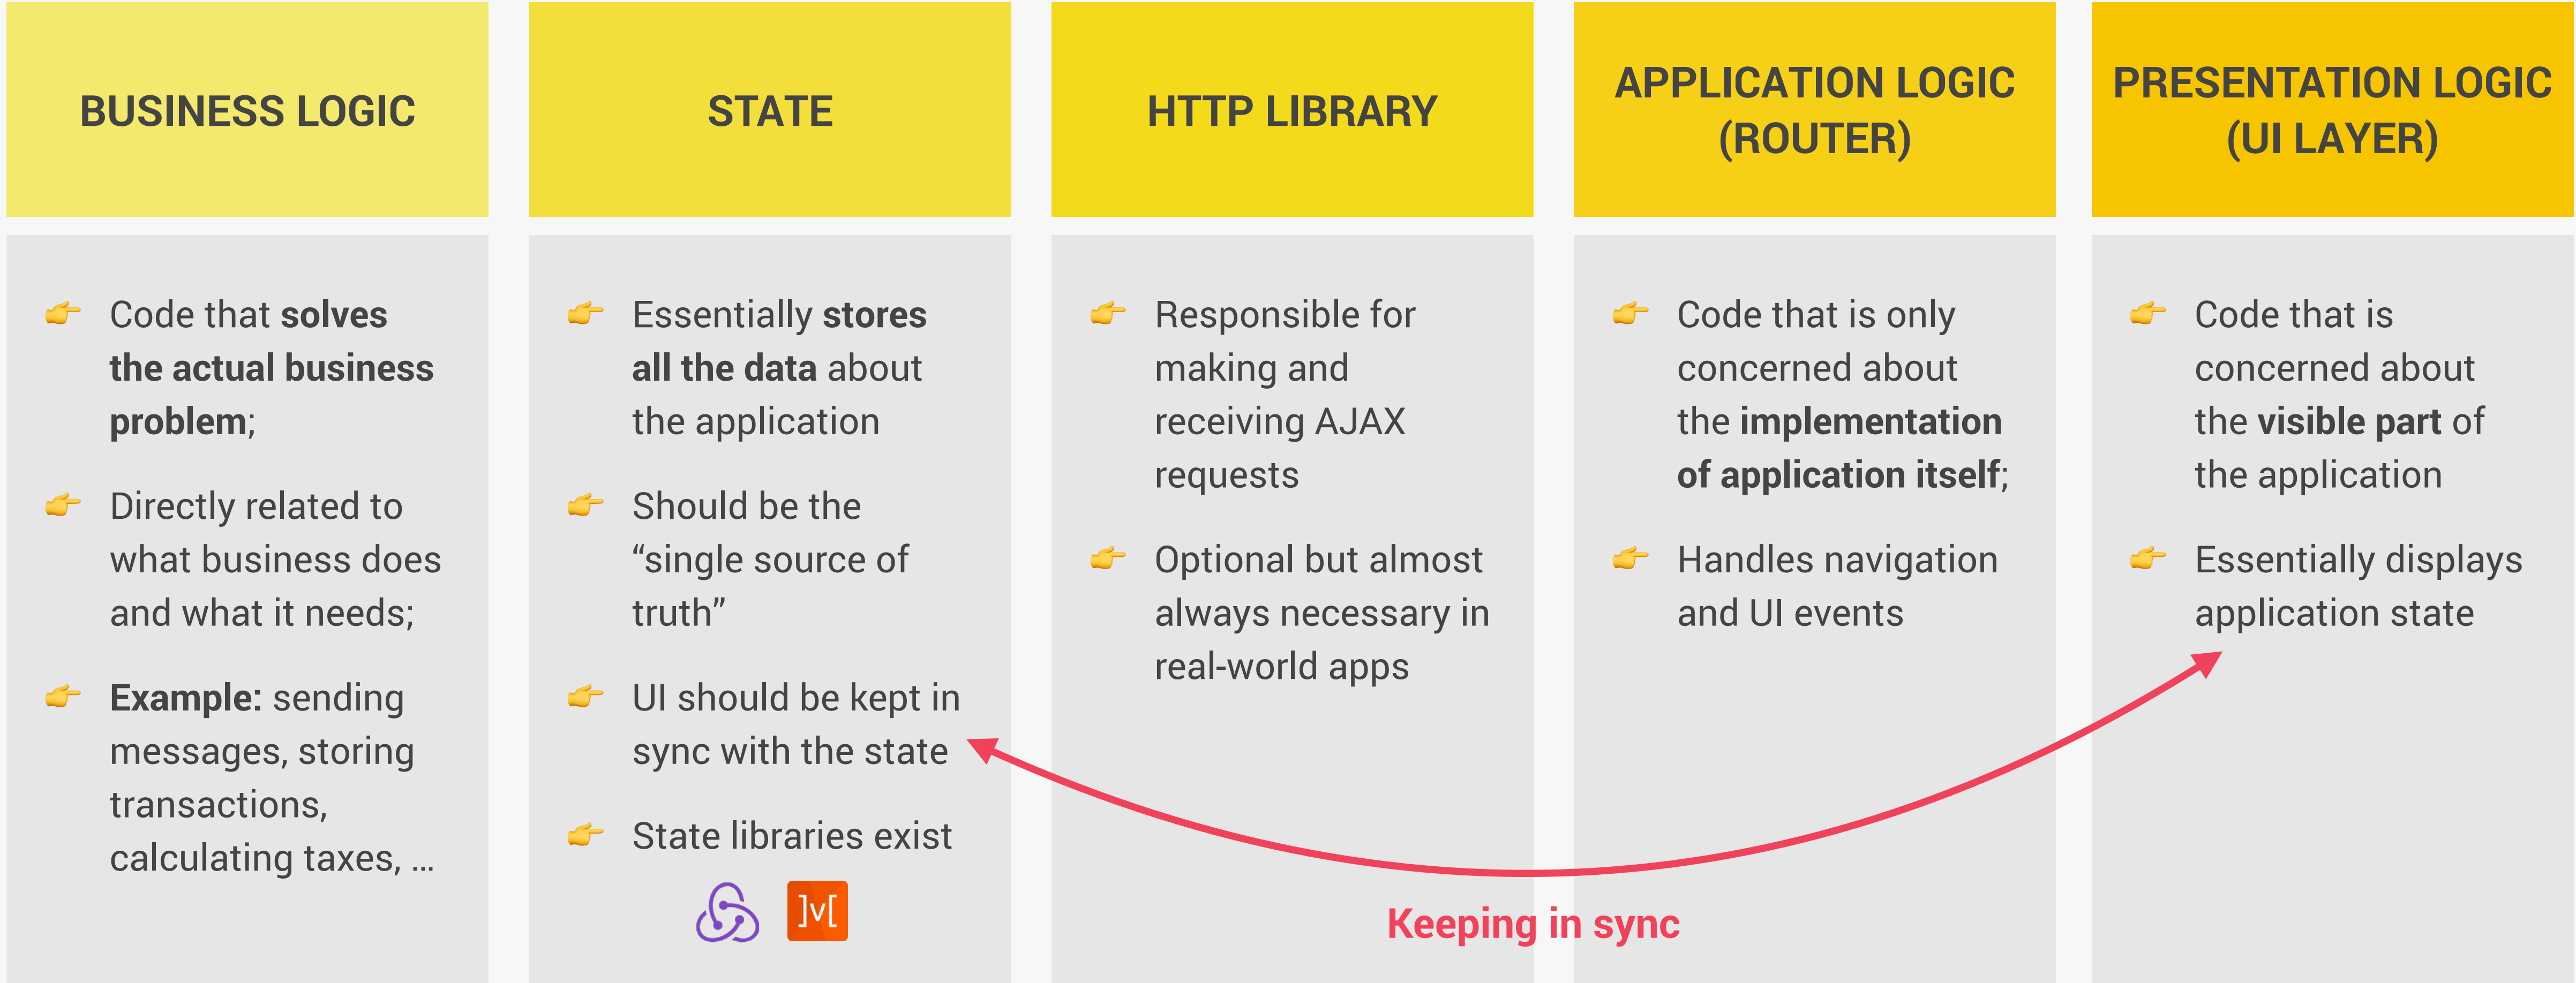 BUSINESS LOGIC
Code that solves
the actual business
problem;
Directly related to
what business does
and what it needs;
Example: sending
messages, storing
transactions,
calculating taxes, ...
STATE
Essentially stores
all the data about
the application
Should be the
“single source of
truth”
UI should be kept in
sync with the state
State libraries exist
]v[
HTTP LIBRARY
Responsible for
making and
receiving AJAX
requests
Optional but almost
always necessary in
real-world apps
APPLICATION LOGIC
(ROUTER)
Code that is only
concerned about
the implementation
of application itself;
Handles navigation
and UI events
PRESENTATION LOGIC
(UI LAYER)
Code that is
concerned about
the visible part of
the application
Essentially displays
application state
Keeping in sync